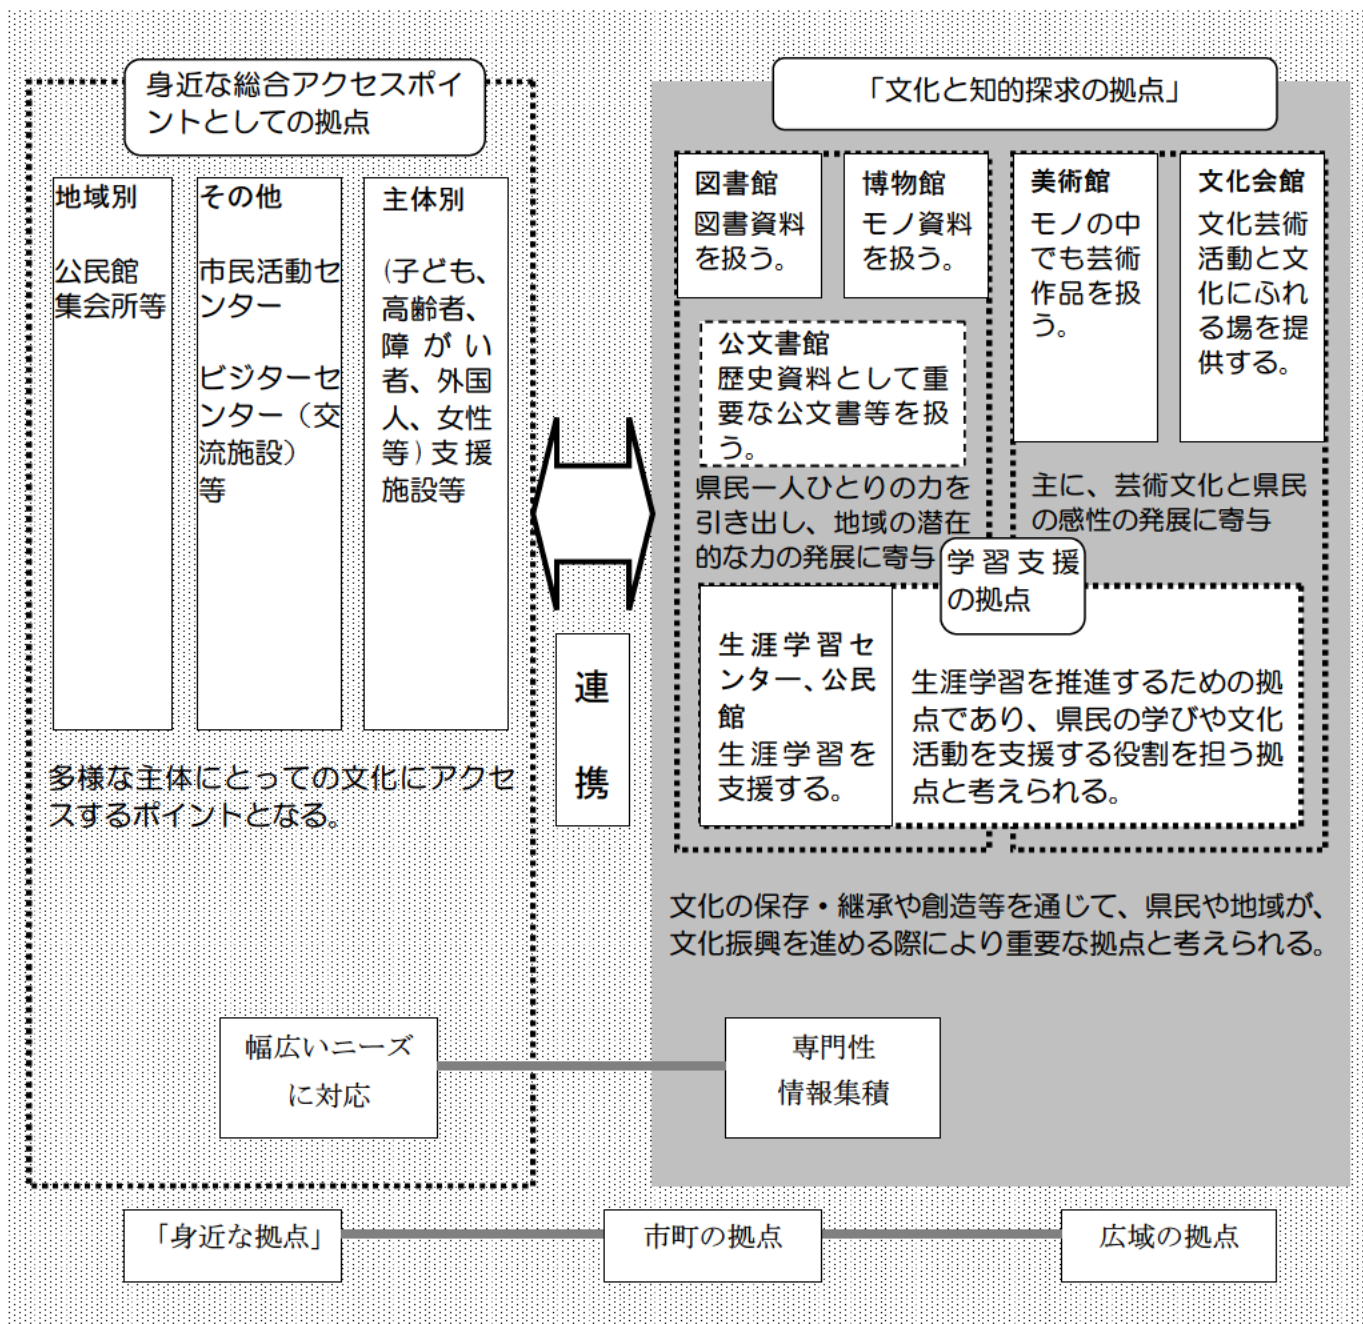 身近な総合アクセスポイ
ントとしての拠点
地域別
公民館
集会所等
その他
市民活動セ
ンター
ビジターセ
ンター（交
流施設）
等
主体別
(子ども、
高齢者、
障がい
者、外国
人、女性
等)支援
施設等
多様な主体にとっての文化にアクセ
スするポイントとなる。
連
携
「文化と知的探求の拠点」
図書館
図書資料
を扱う。
博物館
モノ資料
を扱う。
公文書館
歴史資料として重
要な公文書等を扱
う。
県民一人ひとりの力を
引き出し、地域の潜在
的な力の発展に寄与
美術館
モノの中
でも芸術
作品を扱
う。
文化会館
文化芸術
活動と文
化にふれ
る場を提
供する。
主に、芸術文化と県民
の感性の発展に寄与
学習支援
の拠点
生涯学習セ
ンター、公民
館
生涯学習を
支援する。
生涯学習を推進するための拠
点であり、県民の学びや文化
活動を支援する役割を担う拠
点と考えられる。
文化の保存・継承や創造等を通じて、県民や地域が、
文化振興を進める際により重要な拠点と考えられる。
幅広いニーズ
に対応
専門性
情報集積
「身近な拠点」
市町の拠点
広域の拠点